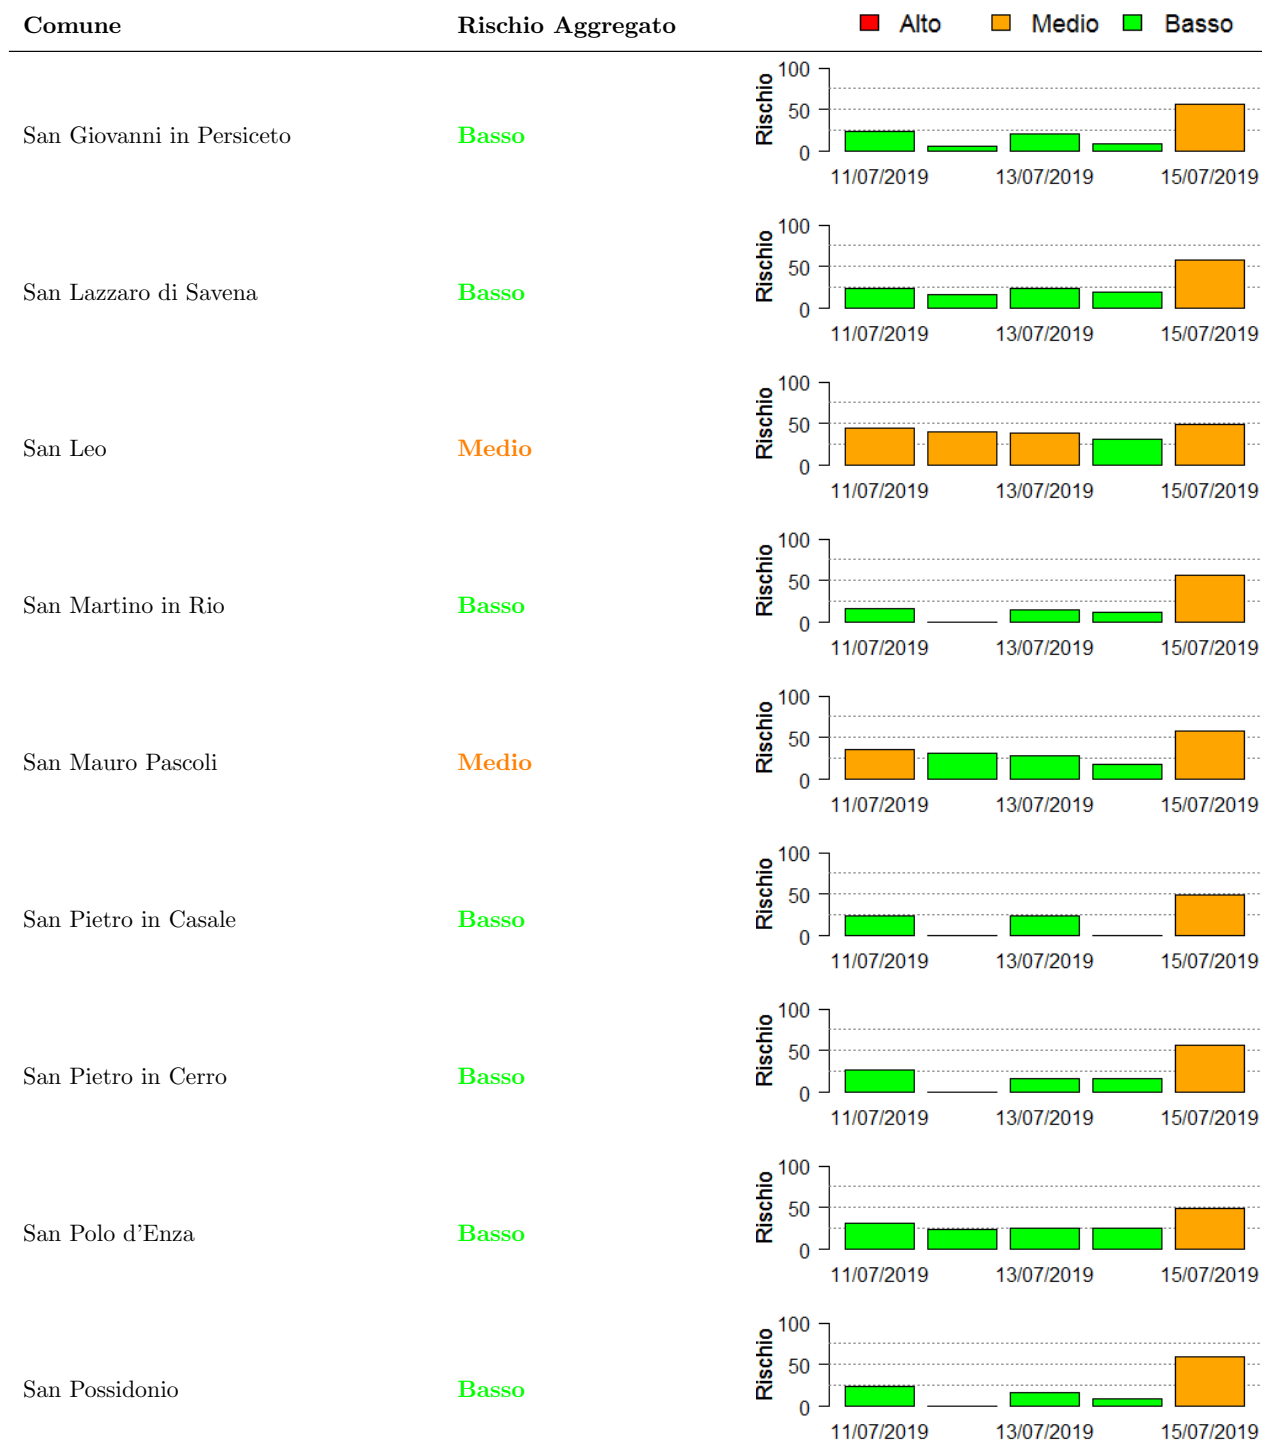 Comune Rischio Aggregato Alto Medio Basso
San Giovanni in Persiceto Basso Rischio 100 50 0
11/07/2019 13/07/2019 15/07/2019
San Lazzaro di Savena Basso Rischio 100 50 0
11/07/2019 13/07/2019 15/07/2019
San Leo Medio Rischio 100 50 0
11/07/2019 13/07/2019 15/07/2019
San Martino in Rio Basso Rischio 100 50 0
11/07/2019 13/07/2019 15/07/2019
San Mauro Pascoli Medio Rischio 100 50 0
11/07/2019 13/07/2019 15/07/2019
San Pietro in Casale Basso Rischio 100 50 0
11/07/2019 13/07/2019 15/07/2019
San Pietro in Cerro Basso Rischio 100 50 0
11/07/2019 13/07/2019 15/07/2019
San Polo d'Enza Basso Rischio 100 50 0
11/07/2019 13/07/2019 15/07/2019
San Possidonio Basso Rischio 100 50 0
11/07/2019 13/07/2019 15/07/2019